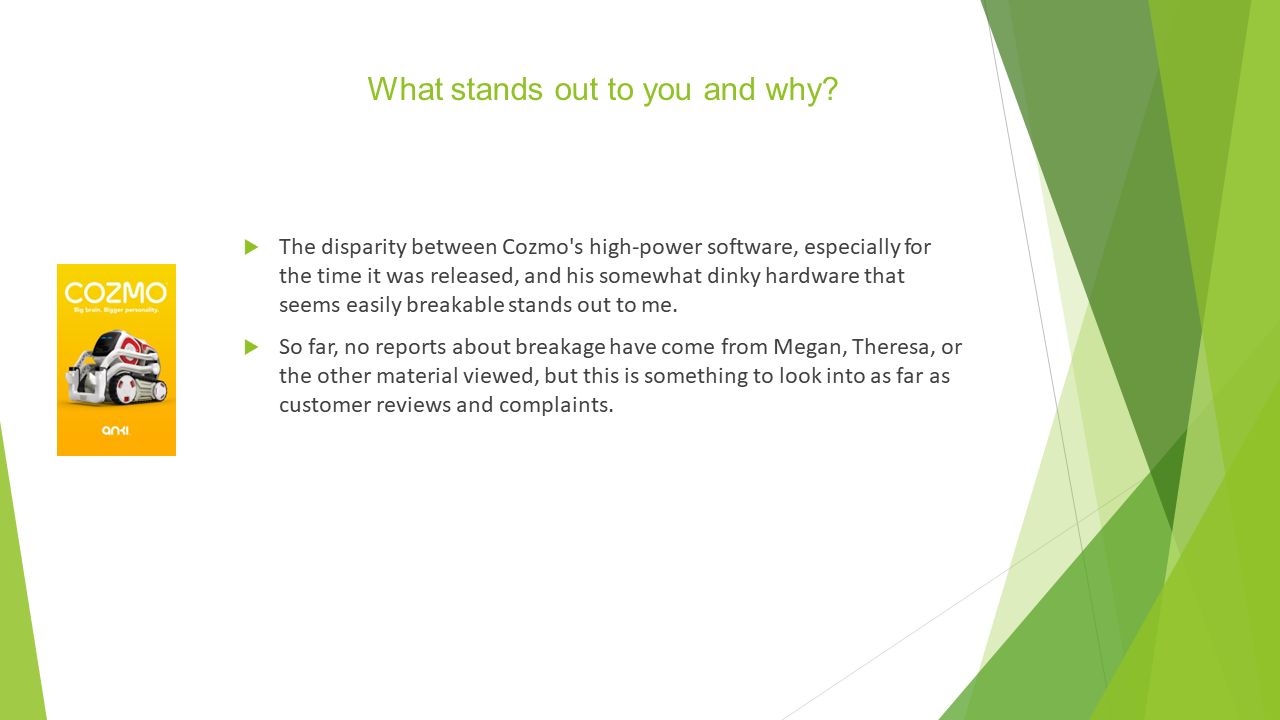 What stands out to you and why?
The disparity between Cozmo's high-power software, especially for
the time it was released, and his somewhat dinky hardware that
seems easily breakable stands out to me.
So far, no reports about breakage have come from Megan, Theresa, or
the other material viewed, but this is something to look into as far as
customer reviews and complaints.
COZMO
Big brain. Bigger personality.
anki